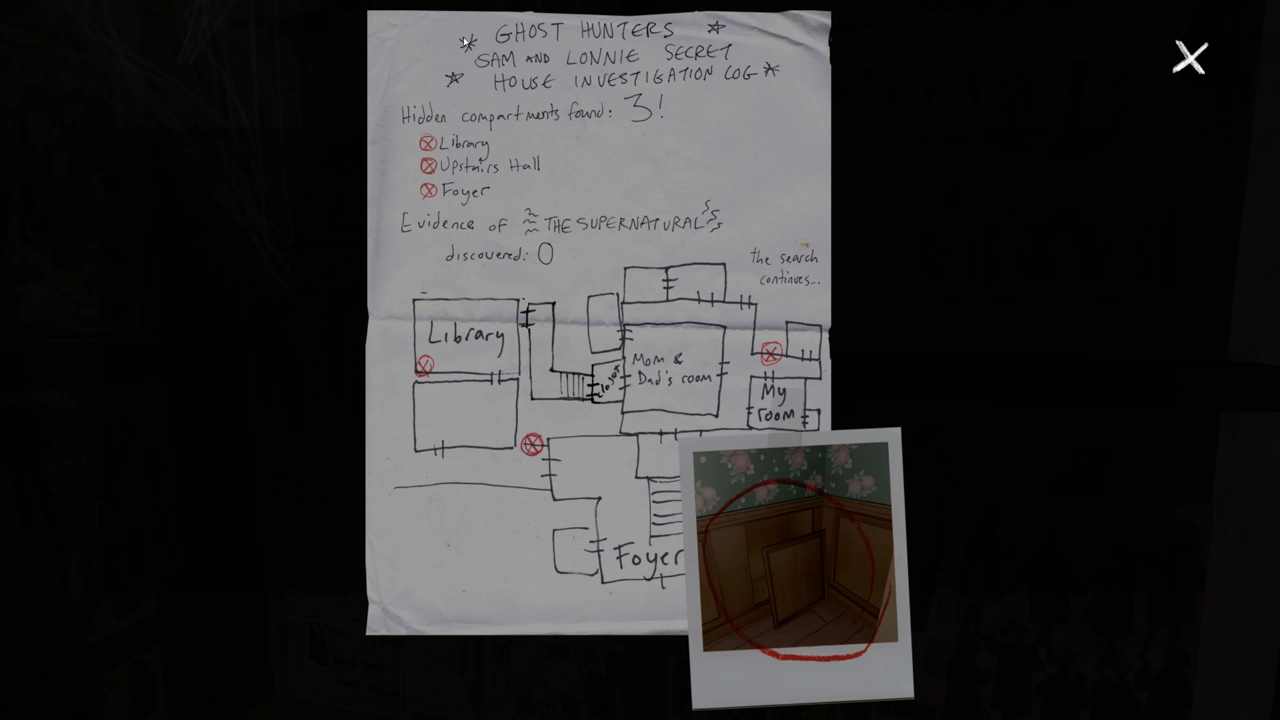 GHOST HUNTERS
SAM AND LONNIE SECRET
HOUSE INVESTIGATION LOG
Hidden compartments found: 3!
Library
Upstairs Hall
Foyer
Evidence of THE SUPERNATURAL
discovered: 0
the search
continues...
Library
Mom &
Dad's room
closet
My
room
Foyer